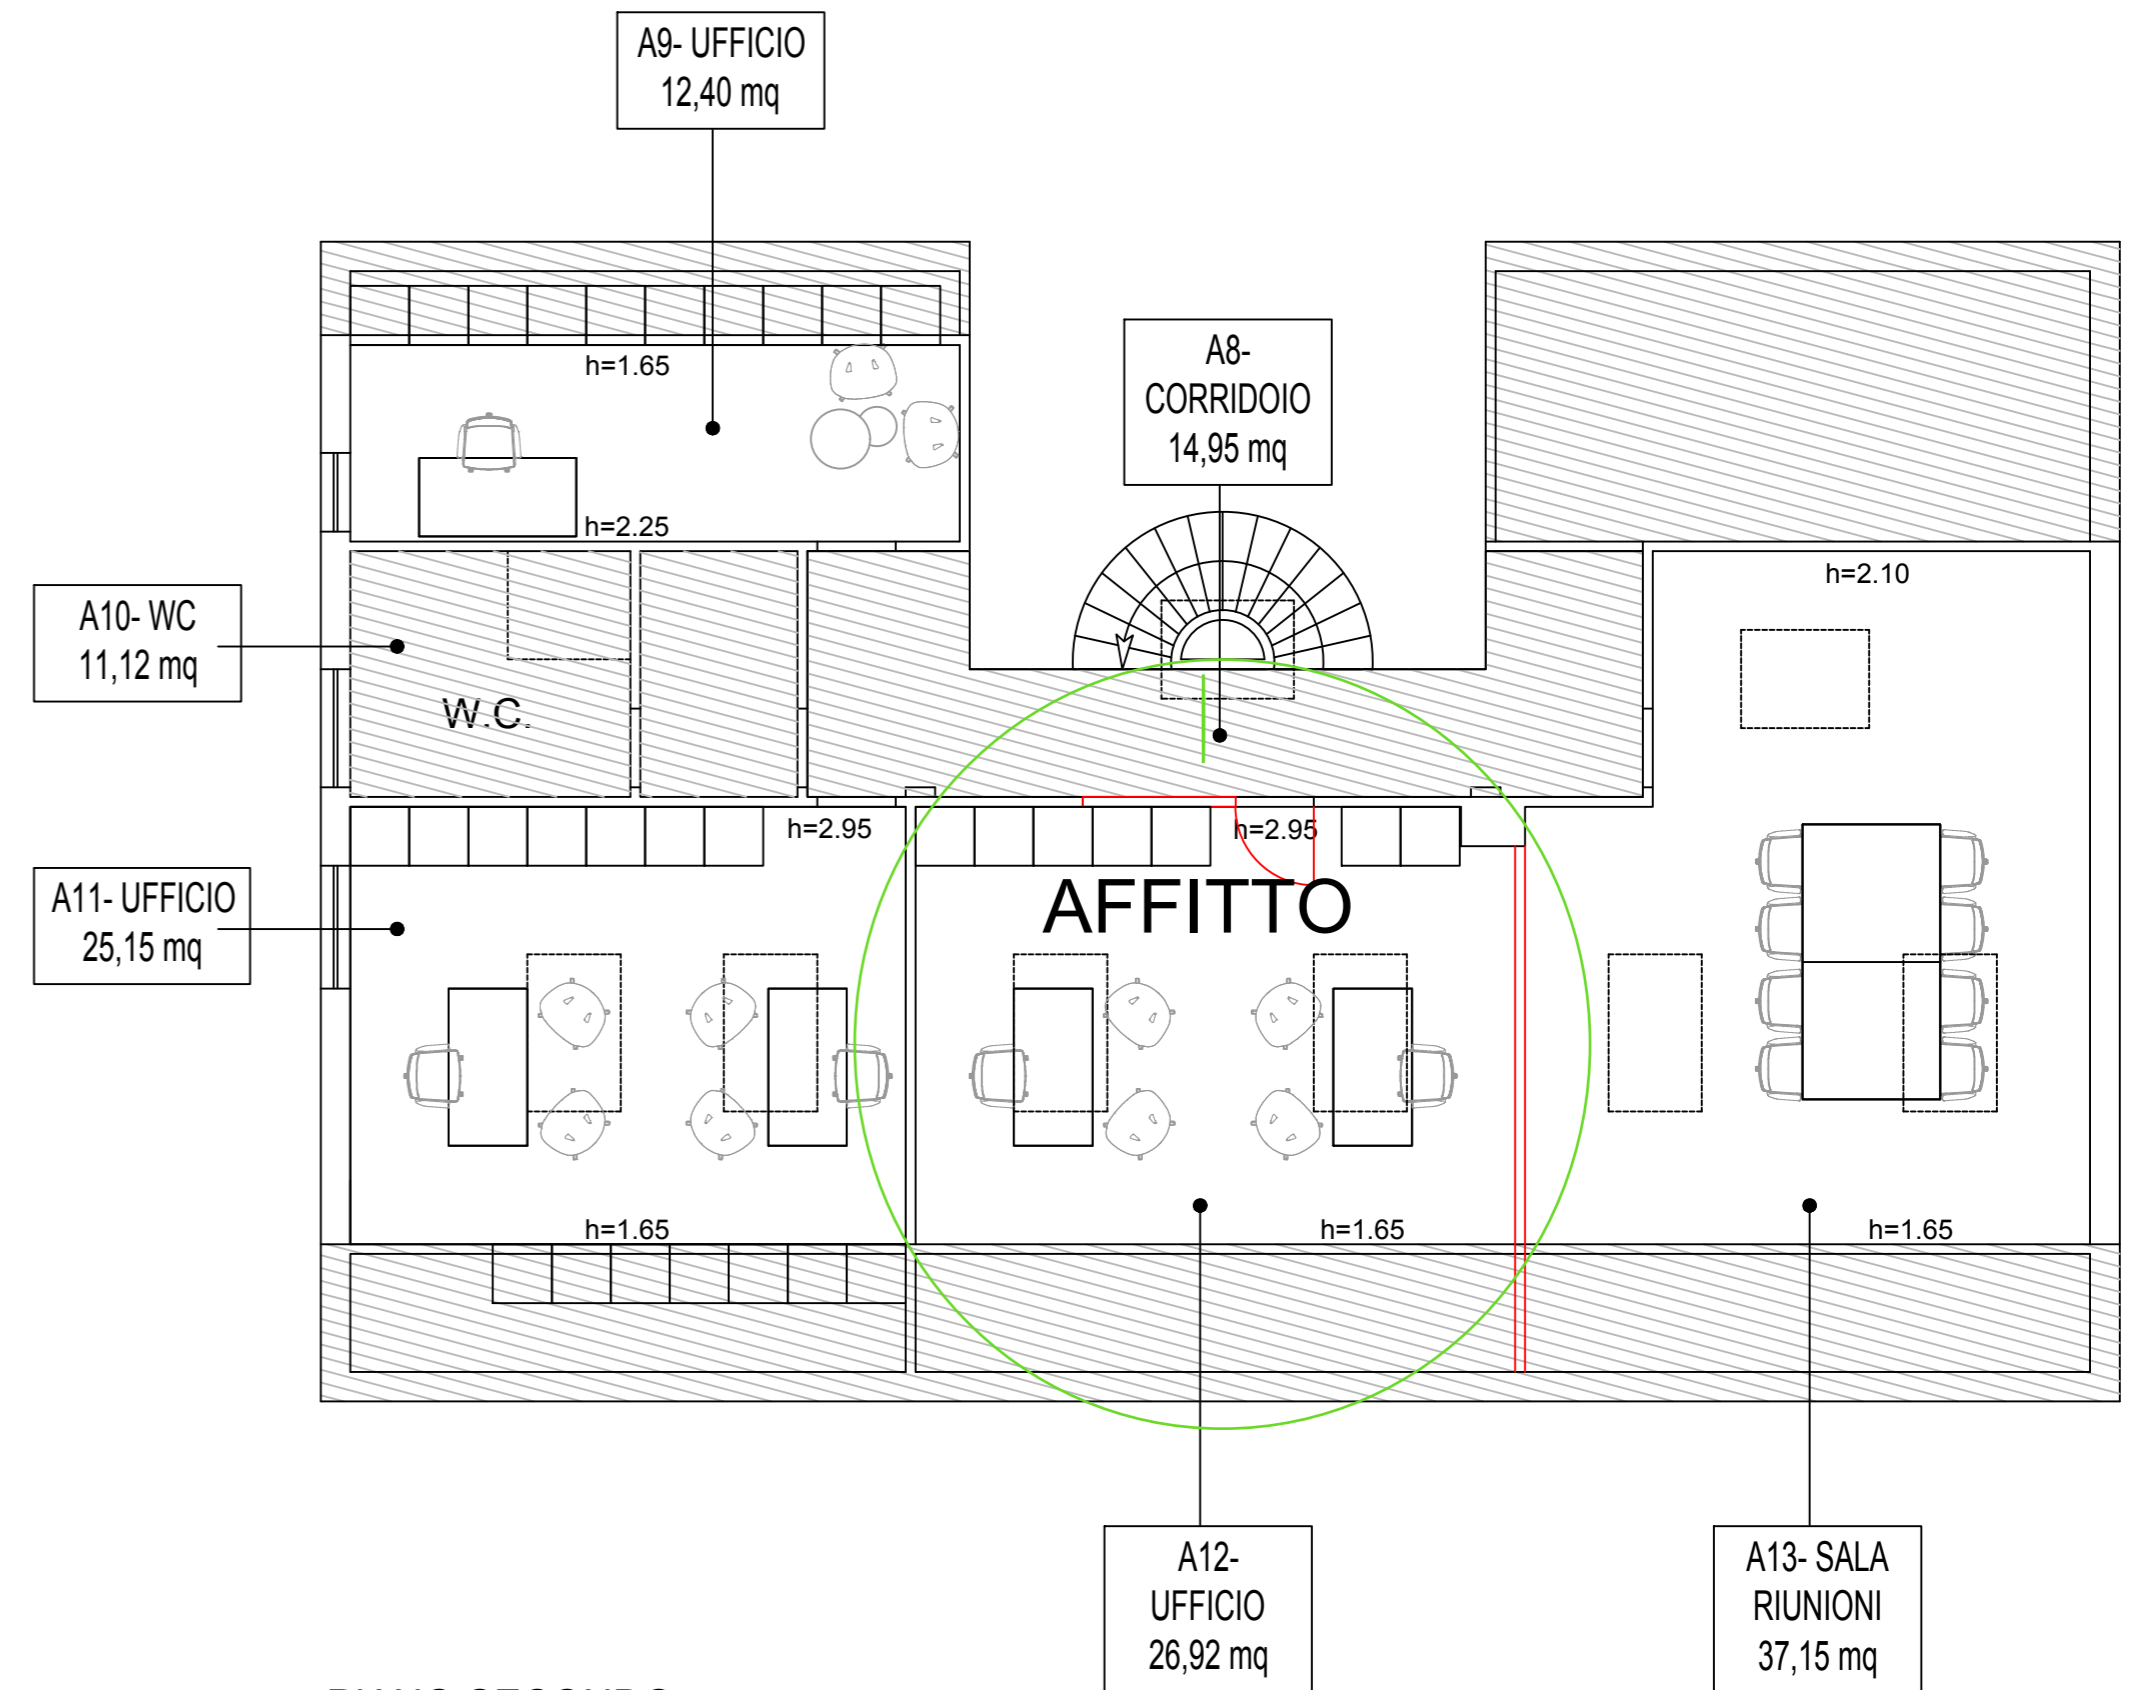 A9- UFFICIO
12,40 mq
A8-
CORRIDOIO
14,95 mq
h=1.65
h=2.25
h=2.10
A10- WC
11,12 mq
W.C.
h=2.95
h=2.95
AFFITTO
A11- UFFICIO
25,15 mq
h=1.65
h=1.65
h=1.65
A12-
UFFICIO
26,92 mq
A13- SALA
RIUNIONI
37,15 mq
PIANO SECONDO